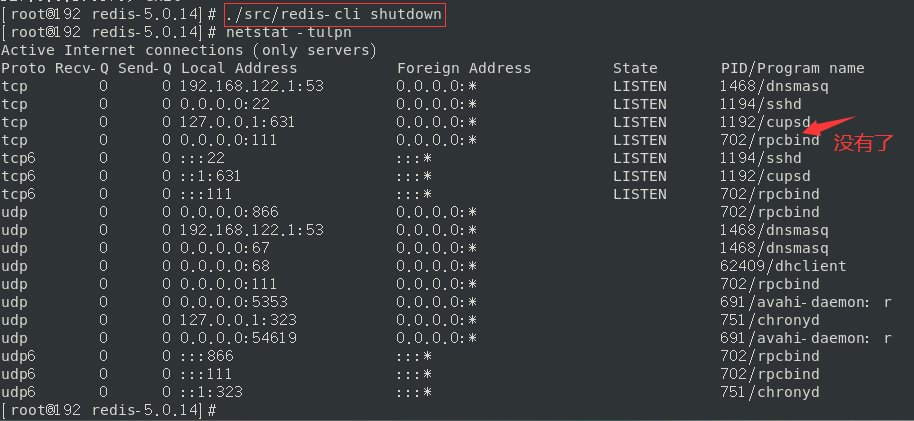 [root@192 redis-5.0.14]# ./src/redis-cli shutdown
[root@192 redis-5.0.14]# netstat -tulpn
Active Internet connections (only servers)
Proto Recv-Q Send-Q Local Address Foreign Address State PID/Program name
tcp 0 0 192.168.122.1:53 0.0.0.0:* LISTEN 1468/dnsmasq
tcp 0 0 0.0.0.0:22 0.0.0.0:* LISTEN 1194/sshd
tcp 0 0 127.0.0.1:631 0.0.0.0:* LISTEN 1192/cupsd
tcp 0 0 0.0.0.0:111 0.0.0.0:* LISTEN 702/rpcbind 没有了
tcp6 0 0 :::22 :::* LISTEN 1194/sshd
tcp6 0 0 ::1:631 :::* LISTEN 1192/cupsd
tcp6 0 0 :::111 :::* LISTEN 702/rpcbind
udp 0 0 0.0.0.0:866 0.0.0.0:* 702/rpcbind
udp 0 0 192.168.122.1:53 0.0.0.0:* 1468/dnsmasq
udp 0 0 0.0.0.0:67 0.0.0.0:* 1468/dnsmasq
udp 0 0 0.0.0.0:68 0.0.0.0:* 62409/dhclient
udp 0 0 0.0.0.0:111 0.0.0.0:* 702/rpcbind
udp 0 0 0.0.0.0:5353 0.0.0.0:* 691/avahi-daemon: r
udp 0 0 127.0.0.1:323 0.0.0.0:* 751/chronyd
udp 0 0 0.0.0.0:54619 0.0.0.0:* 691/avahi-daemon: r
udp6 0 0 :::866 :::* 702/rpcbind
udp6 0 0 :::111 :::* 702/rpcbind
udp6 0 0 ::1:323 :::* 751/chronyd
[root@192 redis-5.0.14]#